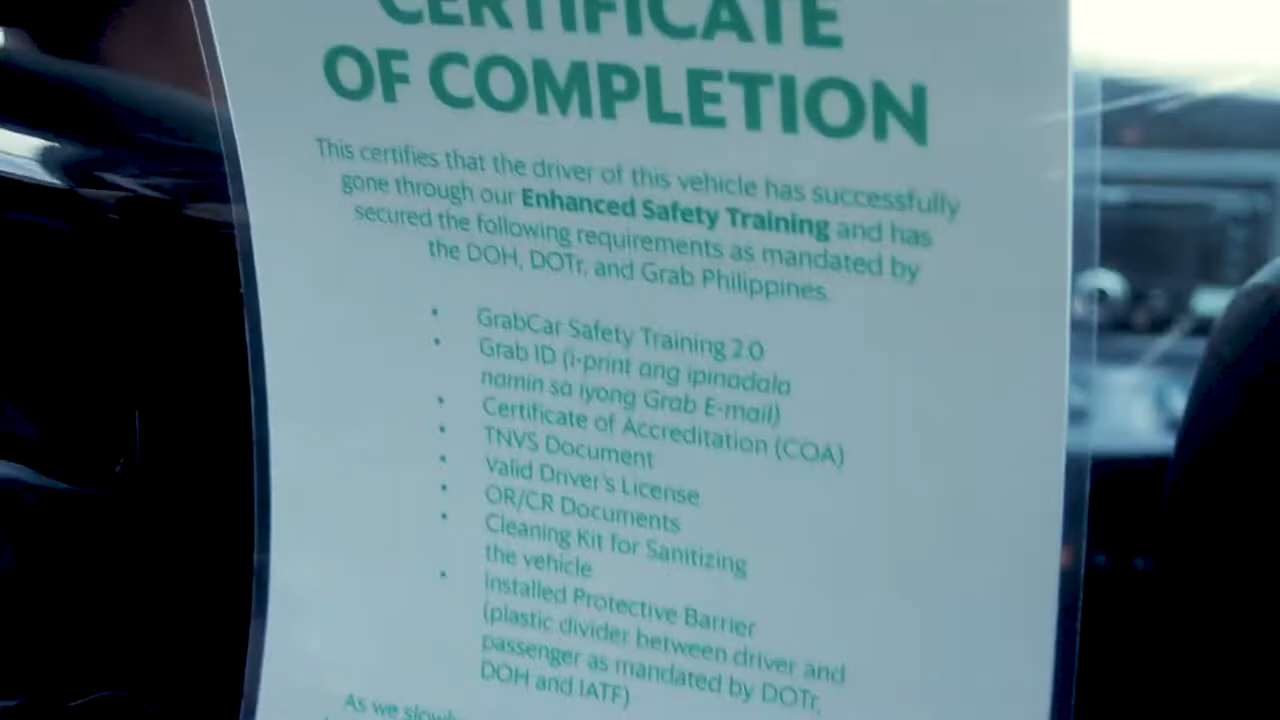 CERTIFICATE
OF COMPLETION
This certifies that the driver of this vehicle has successfully
gone through our Enhanced Safety Training and has
secured the following requirements as mandated by
the DOH, DOTr, and Grab Philippines.
• GrabCar Safety Training 2.0
• Grab ID (i-print ang ipinadala
namin sa iyong Grab E-mail)
• Certificate of Accreditation (COA)
• TNVS Document
• Valid Driver's License
• OR/CR Documents
• Cleaning Kit for Sanitizing
the vehicle
• Installed Protective Barrier
(plastic divider between driver and
passenger as mandated by DOTr,
DOH and IATF)
As we slowly